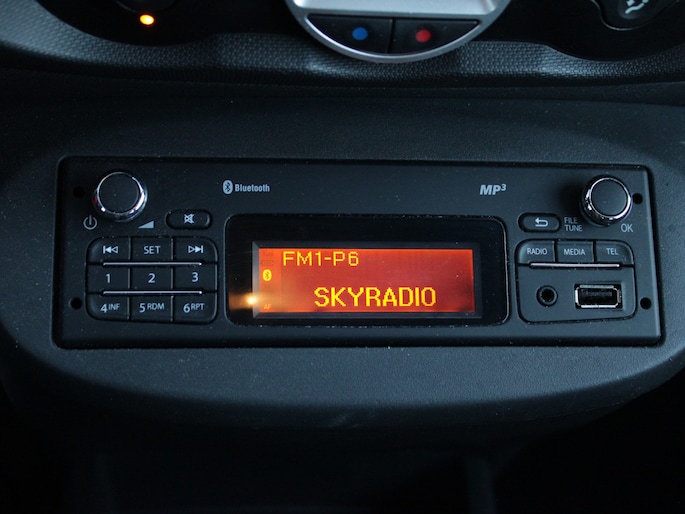 Bluetooth
MP3
FILE
TUNE
OK
SET
RADIO MEDIA TEL
1 2 3
4 INF 5 RDM 6 RPT
FM1-P6
SKYRADIO
AF